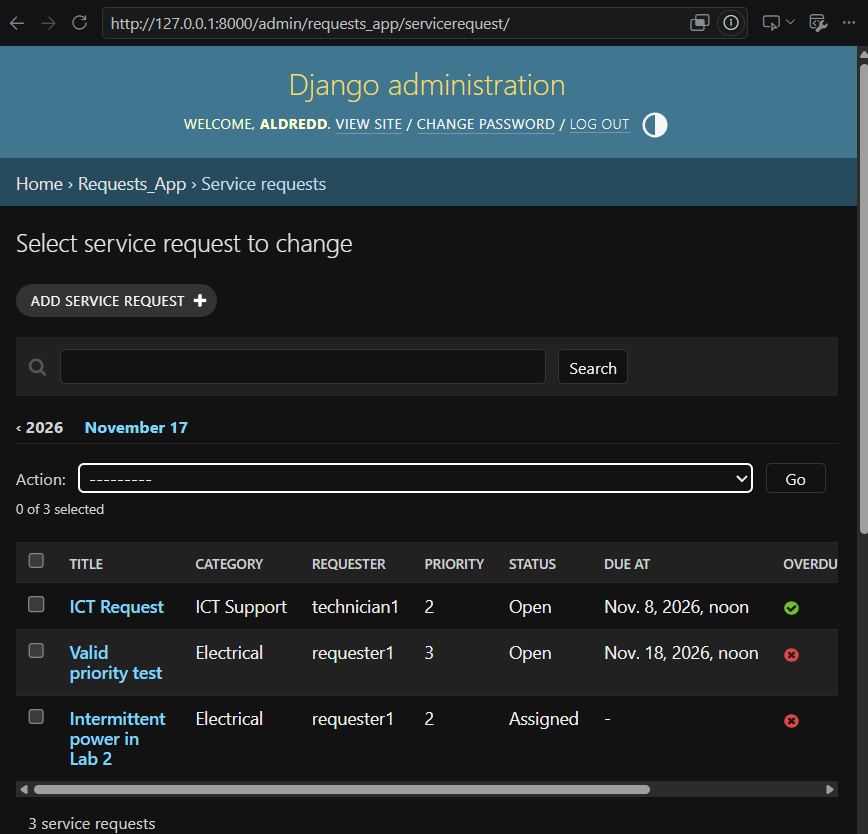 http://127.0.0.1:8000/admin/requests_app/servicerequest/
Django administration
WELCOME, ALDREDD. VIEW SITE / CHANGE PASSWORD / LOG OUT
Home › Requests_App › Service requests
Select service request to change
ADD SERVICE REQUEST +
Search
‹ 2026 November 17
Action: --------- Go
0 of 3 selected
TITLE CATEGORY REQUESTER PRIORITY STATUS DUE AT OVERDU
ICT Request ICT Support technician1 2 Open Nov. 8, 2026, noon
Valid Electrical requester1 3 Open Nov. 18, 2026, noon
priority test
Intermittent Electrical requester1 2 Assigned -
power in
Lab 2
3 service requests